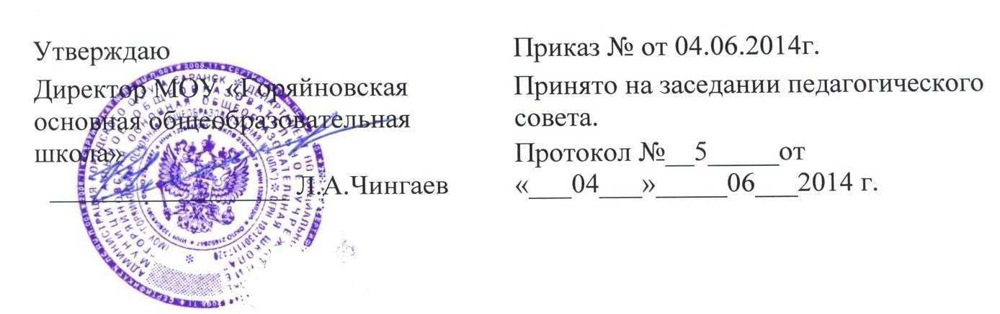 Утверждаю
Директор МОУ «Горяйновская
основная общеобразовательная
школа»
________________ Л.А.Чингаев
Приказ № от 04.06.2014г.
Принято на заседании педагогического
совета.
Протокол №__5_____от
«___04___»_____06___2014 г.